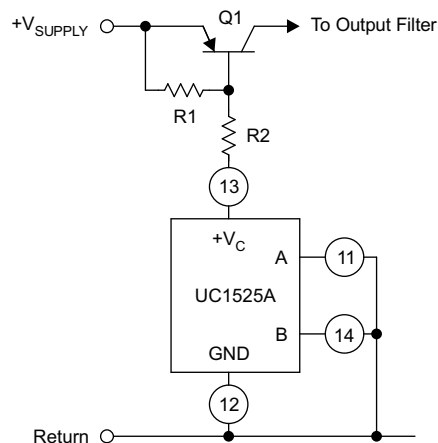 Q1
+VSUPPLY
To Output Filter
R1
R2
13
+VC
A
11
UC1525A
B
14
GND
12
Return